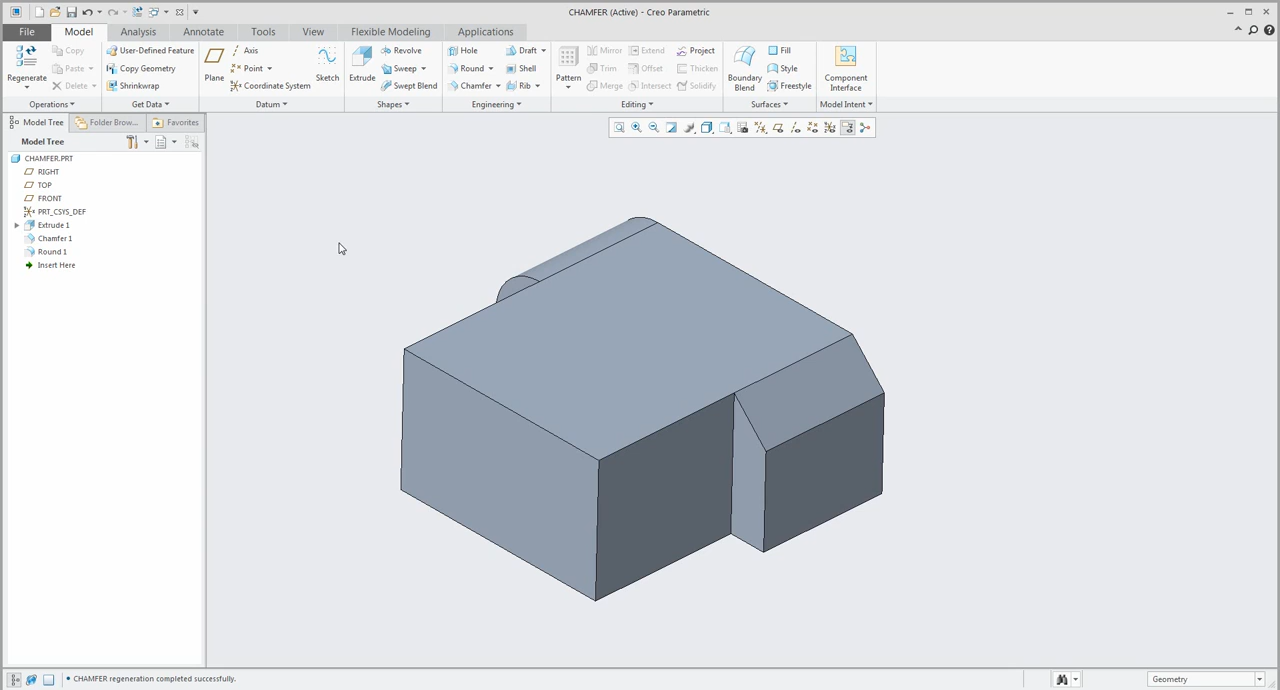 CHAMFER (Active) - Creo Parametric
File Model Analysis Annotate Tools View Flexible Modeling Applications
Regenerate
Copy
Paste
Delete
Operations
User-Defined Feature
Copy Geometry
Shrinkwrap
Get Data
Plane
Axis
Point
Coordinate System
Sketch
Datum
Extrude
Revolve
Sweep
Swept Blend
Shapes
Hole
Round
Chamfer
Draft
Shell
Rib
Engineering
Pattern
Mirror
Trim
Merge
Extend
Offset
Intersect
Project
Thicken
Solidify
Editing
Boundary
Blend
Fill
Style
Freestyle
Surfaces
Component
Interface
Model Intent
Model Tree Folder Brow... Favorites
Model Tree
CHAMFER.PRT
RIGHT
TOP
FRONT
PRT_CSYS_DEF
Extrude 1
Chamfer 1
Round 1
Insert Here
• CHAMFER regeneration completed successfully.
Geometry